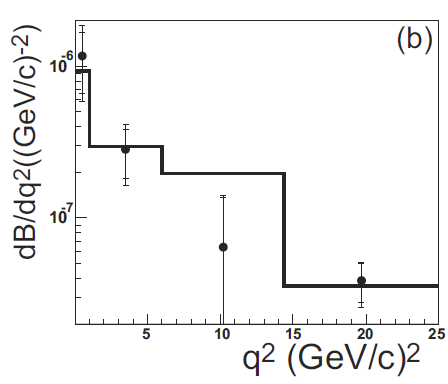 (b)
dB/dq2((GeV/c)-2)
10-6
10-7
5 10 15 20 25
q2 (GeV/c)2